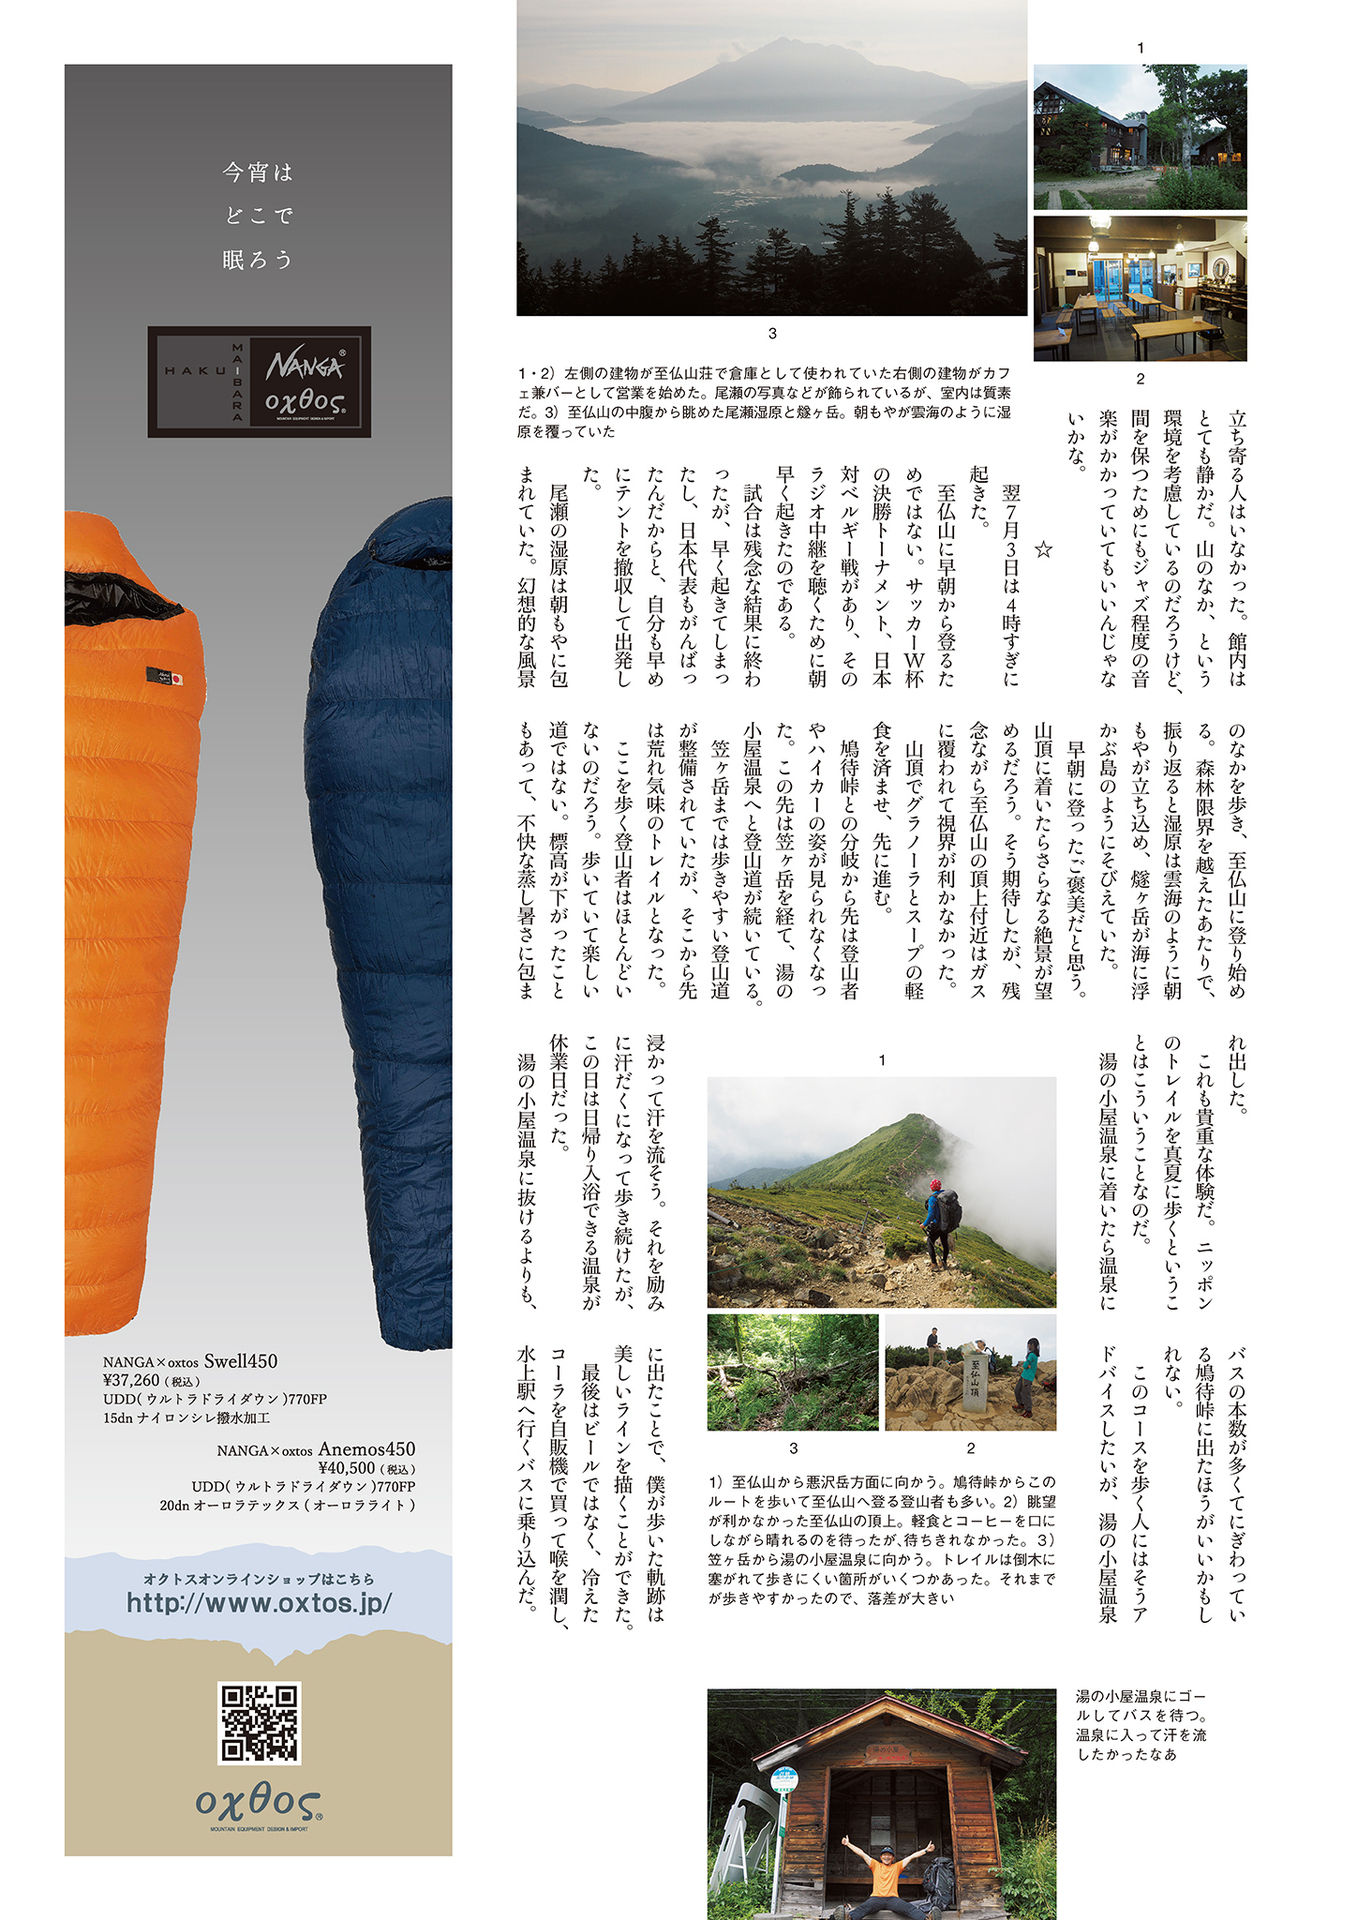 1
2
3
1・2）左側の建物が至仏山荘で倉庫として使われていた右側の建物がカフ
ェ兼バーとして営業を始めた。尾瀬の写真などが飾られているが、室内は質素
だ。3）至仏山の中腹から眺めた尾瀬湿原と燧ヶ岳。朝もやが雲海のように湿
原を覆っていた
立ち寄る人はいなかった。館内は
とても静かだ。山のなか、という
環境を考慮しているのだろうけど、
間を保つためにもジャズ程度の音
楽がかかっていてもいいんじゃな
いかな。
☆
翌7月3日は4時すぎに
起きた。
至仏山に早朝から登るた
めではない。サッカーW杯
の決勝トーナメント、日本
対ベルギー戦があり、その
ラジオ中継を聴くために朝
早く起きたのである。
試合は残念な結果に終わ
ったが、早く起きてしまっ
たし、日本代表もがんばっ
たんだからと、自分も早め
にテントを撤収して出発し
た。
尾瀬の湿原は朝もやに包
まれていた。幻想的な風景
のなかを歩き、至仏山に登り始め
る。森林限界を越えたあたりで、
振り返ると湿原は雲海のように朝
もやが立ち込め、燧ヶ岳が海に浮
かぶ島のようにそびえていた。
早朝に登ったご褒美だと思う。
山頂に着いたらさらなる絶景が望
めるだろう。そう期待したが、残
念ながら至仏山の頂上付近はガス
に覆われて視界が利かなかった。
山頂でグラノーラとスープの軽
食を済ませ、先に進む。
鳩待峠との分岐から先は登山者
やハイカーの姿が見られなくなっ
た。この先は笠ヶ岳を経て、湯の
小屋温泉へと登山道が続いている。
笠ヶ岳までは歩きやすい登山道
が整備されていたが、そこから先
は荒れ気味のトレイルとなった。
ここを歩く登山者はほとんどい
ないのだろう。歩いていて楽しい
道ではない。標高が下がったこと
もあって、不快な蒸し暑さに包ま
れ出した。
これも貴重な体験だ。ニッポン
のトレイルを真夏に歩くというこ
とはこういうことなのだ。
湯の小屋温泉に着いたら温泉に
浸かって汗を流そう。それを励み
に汗だくになって歩き続けたが、
この日は日帰り入浴できる温泉が
休業日だった。
湯の小屋温泉に抜けるよりも、
バスの本数が多くてにぎわってい
る鳩待峠に出たほうがいいかもし
れない。
このコースを歩く人にはそうア
ドバイスしたいが、湯の小屋温泉
に出たことで、僕が歩いた軌跡は
美しいラインを描くことができた。
最後はビールではなく、冷えた
コーラを自販機で買って喉を潤し、
水上駅へ行くバスに乗り込んだ。
1
至仏山頂
3
2
1）至仏山から悪沢岳方面に向かう。鳩待峠からこの
ルートを歩いて至仏山へ登る登山者も多い。2）眺望
が利かなかった至仏山の頂上。軽食とコーヒーを口に
しながら晴れるのを待ったが、待ちきれなかった。3）
笠ヶ岳から湯の小屋温泉に向かう。トレイルは倒木に
塞がれて歩きにくい箇所がいくつかあった。それまで
が歩きやすかったので、落差が大きい
湯の小屋温泉にゴー
ルしてバスを待つ。
温泉に入って汗を流
したかったなあ
今宵は
どこで
眠ろう
HAKU
MAIBARA
NANGA®
oxθos®
MOUNTAIN EQUIPMENT DESIGN & IMPORT
NANGA×oxtos Swell450
¥37,260（税込）
UDD(ウルトラドライダウン)770FP
15dn ナイロンシレ撥水加工
NANGA×oxtos Anemos450
¥40,500（税込）
UDD(ウルトラドライダウン)770FP
20dn オーロラテックス(オーロラライト)
オクトスオンラインショップはこちら
http://www.oxtos.jp/
oxθos®
MOUNTAIN EQUIPMENT DESIGN & IMPORT